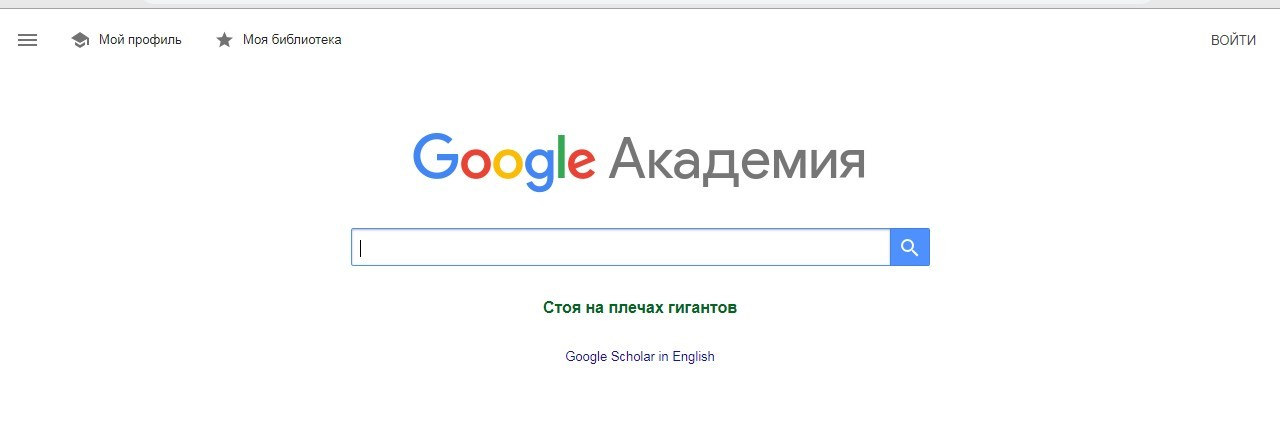 Мой профиль
Моя библиотека
ВОЙТИ
Google Академия
Стоя на плечах гигантов
Google Scholar in English